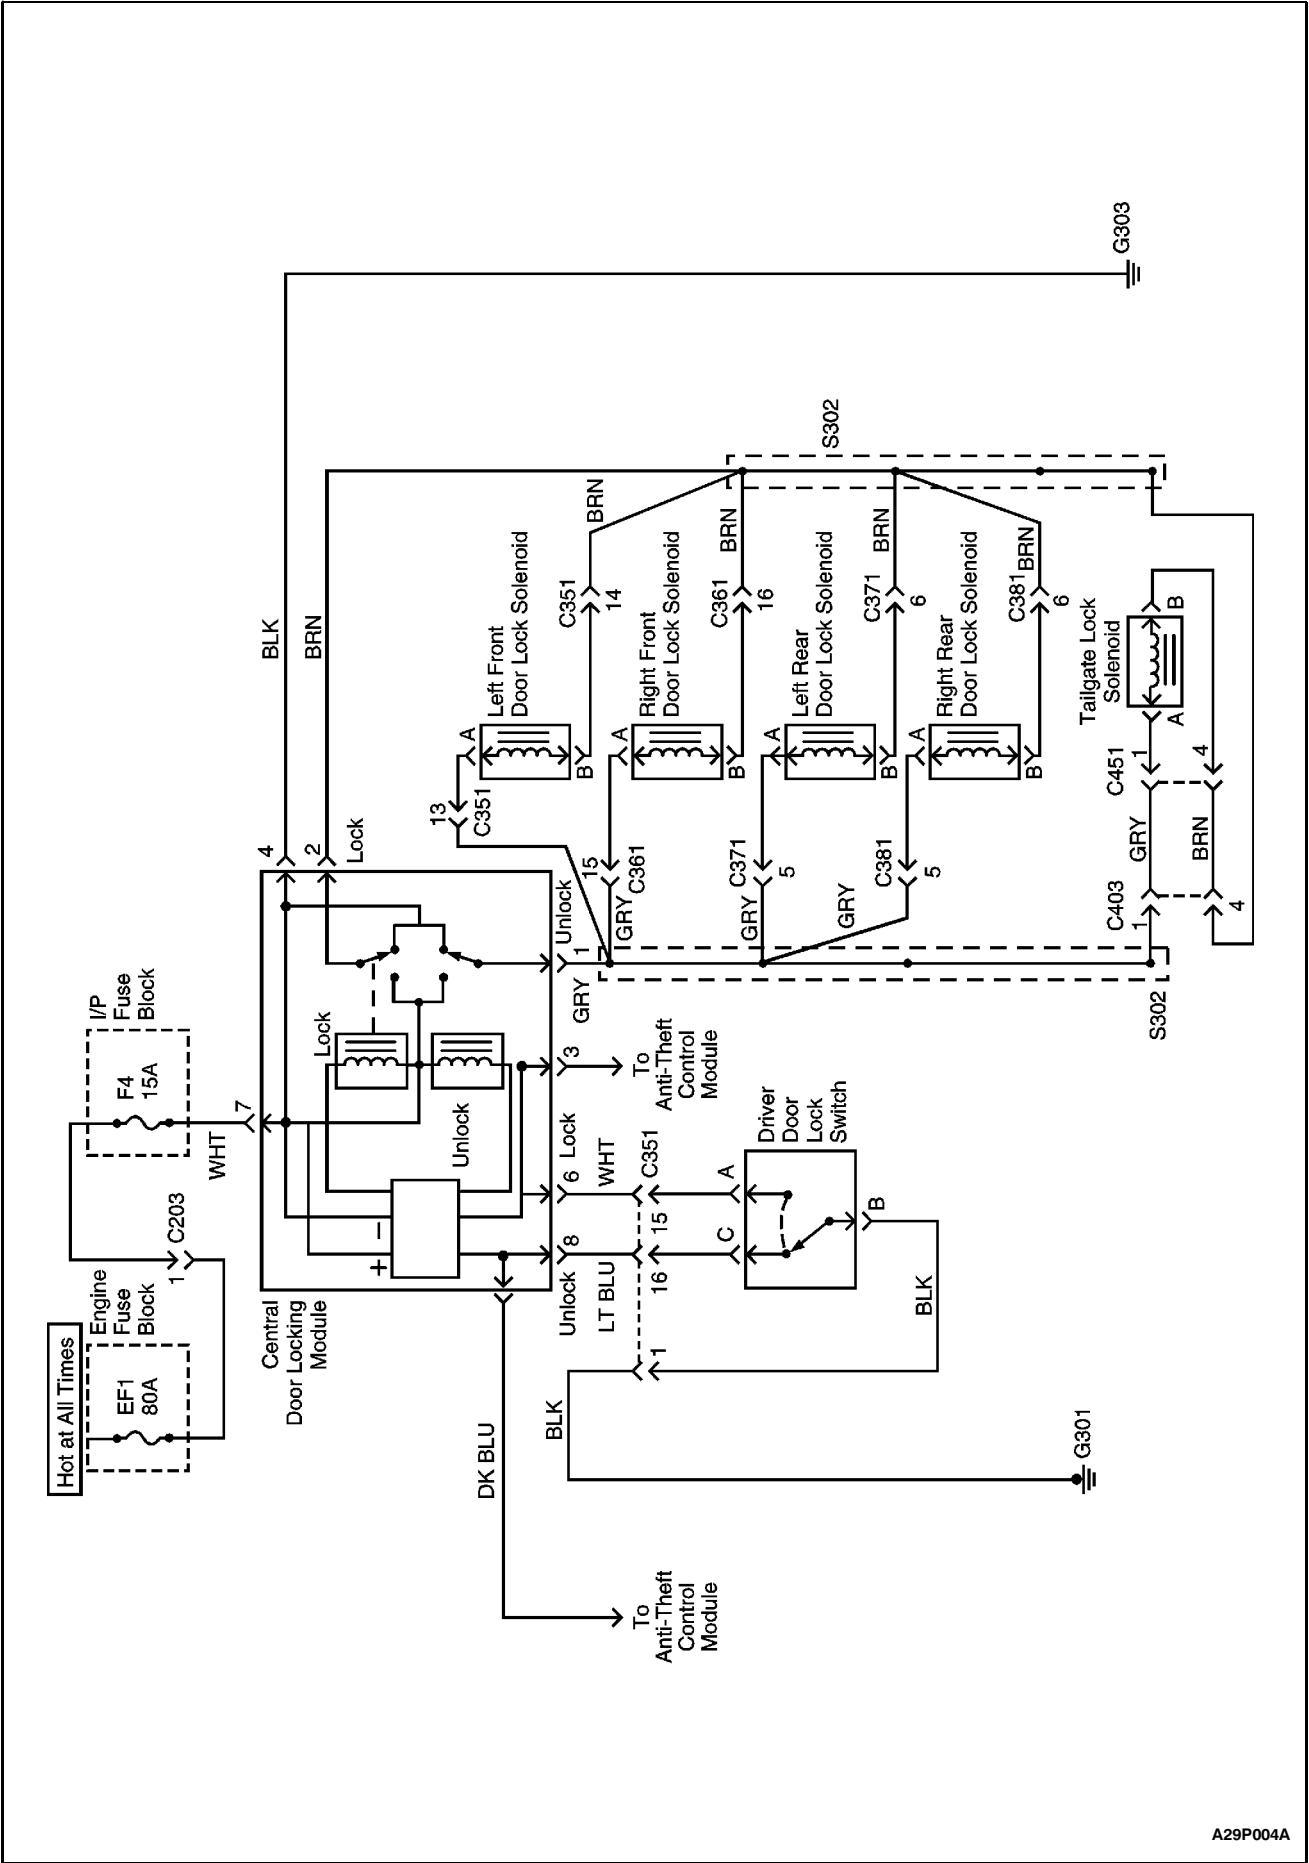 Hot at All Times
Engine
Fuse
Block
EF1
80A
1
C203
I/P
Fuse
Block
F4
15A
WHT
7
4
2
Lock
BLK
BRN
G303
Central
Door Locking
Module
+
−
Lock
Unlock
DK BLU
To
Anti-Theft
Control
Module
Unlock
8
6
Lock
3
To
Anti-Theft
Control
Module
GRY
1
Unlock
LT BLU
WHT
C351
16
15
1
C
A
B
Driver
Door
Lock
Switch
BLK
BLK
G301
13
C351
A
B
Left Front
Door Lock Solenoid
C351
14
BRN
GRY
15
C361
A
B
Right Front
Door Lock Solenoid
C361
16
BRN
GRY
C371
5
A
B
Left Rear
Door Lock Solenoid
C371
6
BRN
GRY
C381
5
A
B
Right Rear
Door Lock Solenoid
C381
6
BRN
S302
S302
C403
1
4
GRY
BRN
C451
1
4
A
B
Tailgate Lock
Solenoid
A29P004A